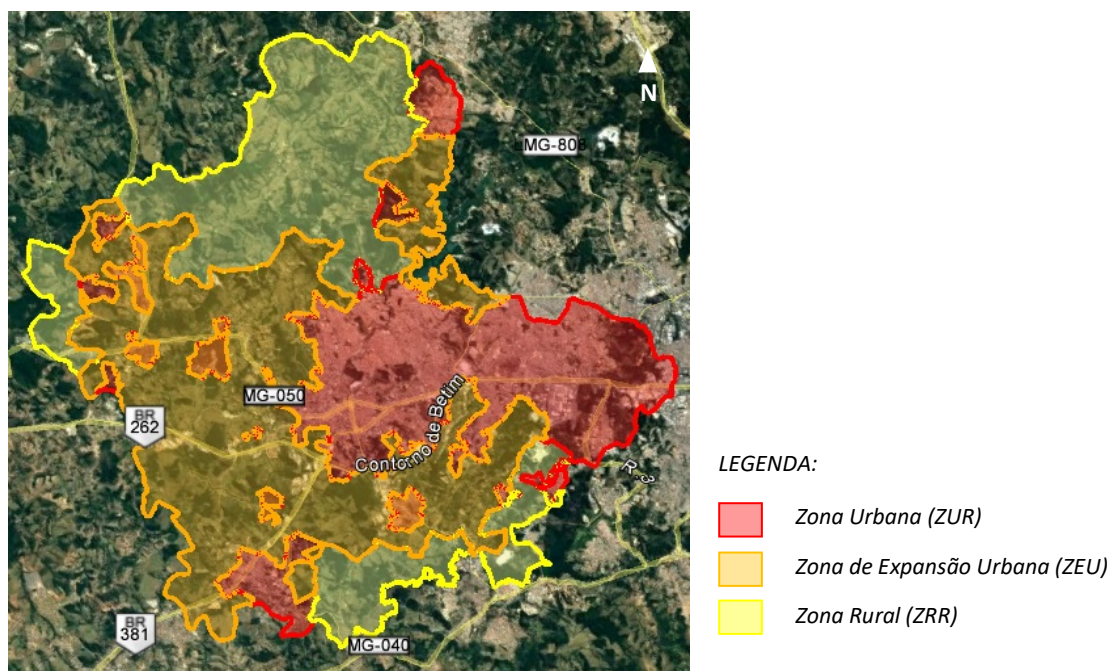 N
MG-808
MG-050
BR
262
Contorno de Betim
R. 3
BR
381
MG-040
LEGENDA:
Zona Urbana (ZUR)
Zona de Expansão Urbana (ZEU)
Zona Rural (ZRR)